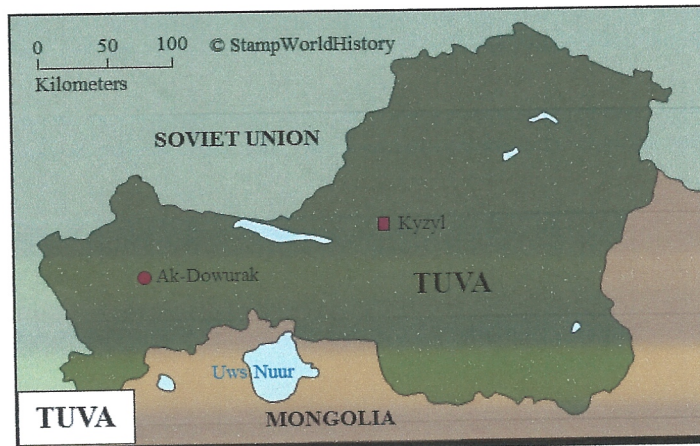 0 50 100 © StampWorldHistory
Kilometers
SOVIET UNION
Kyzyl
Ak-Dowurak
TUVA
Uws Nuur
TUVA
MONGOLIA